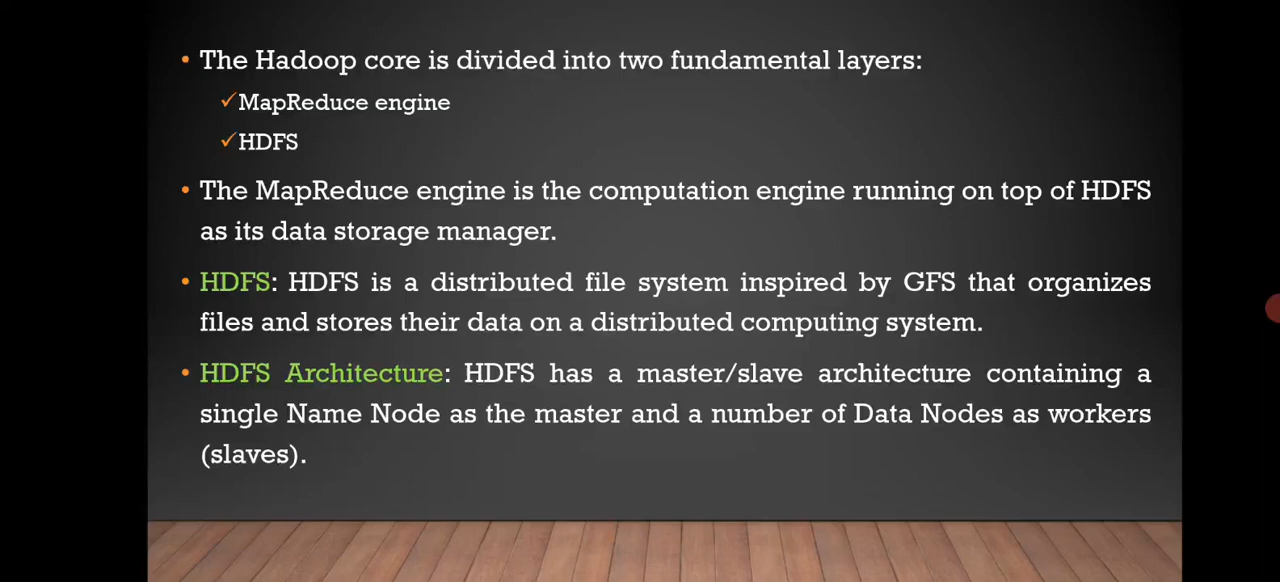 • The Hadoop core is divided into two fundamental layers:
✓MapReduce engine
✓HDFS
• The MapReduce engine is the computation engine running on top of HDFS
as its data storage manager.
• HDFS: HDFS is a distributed file system inspired by GFS that organizes
files and stores their data on a distributed computing system.
• HDFS Architecture: HDFS has a master/slave architecture containing a
single Name Node as the master and a number of Data Nodes as workers
(slaves).